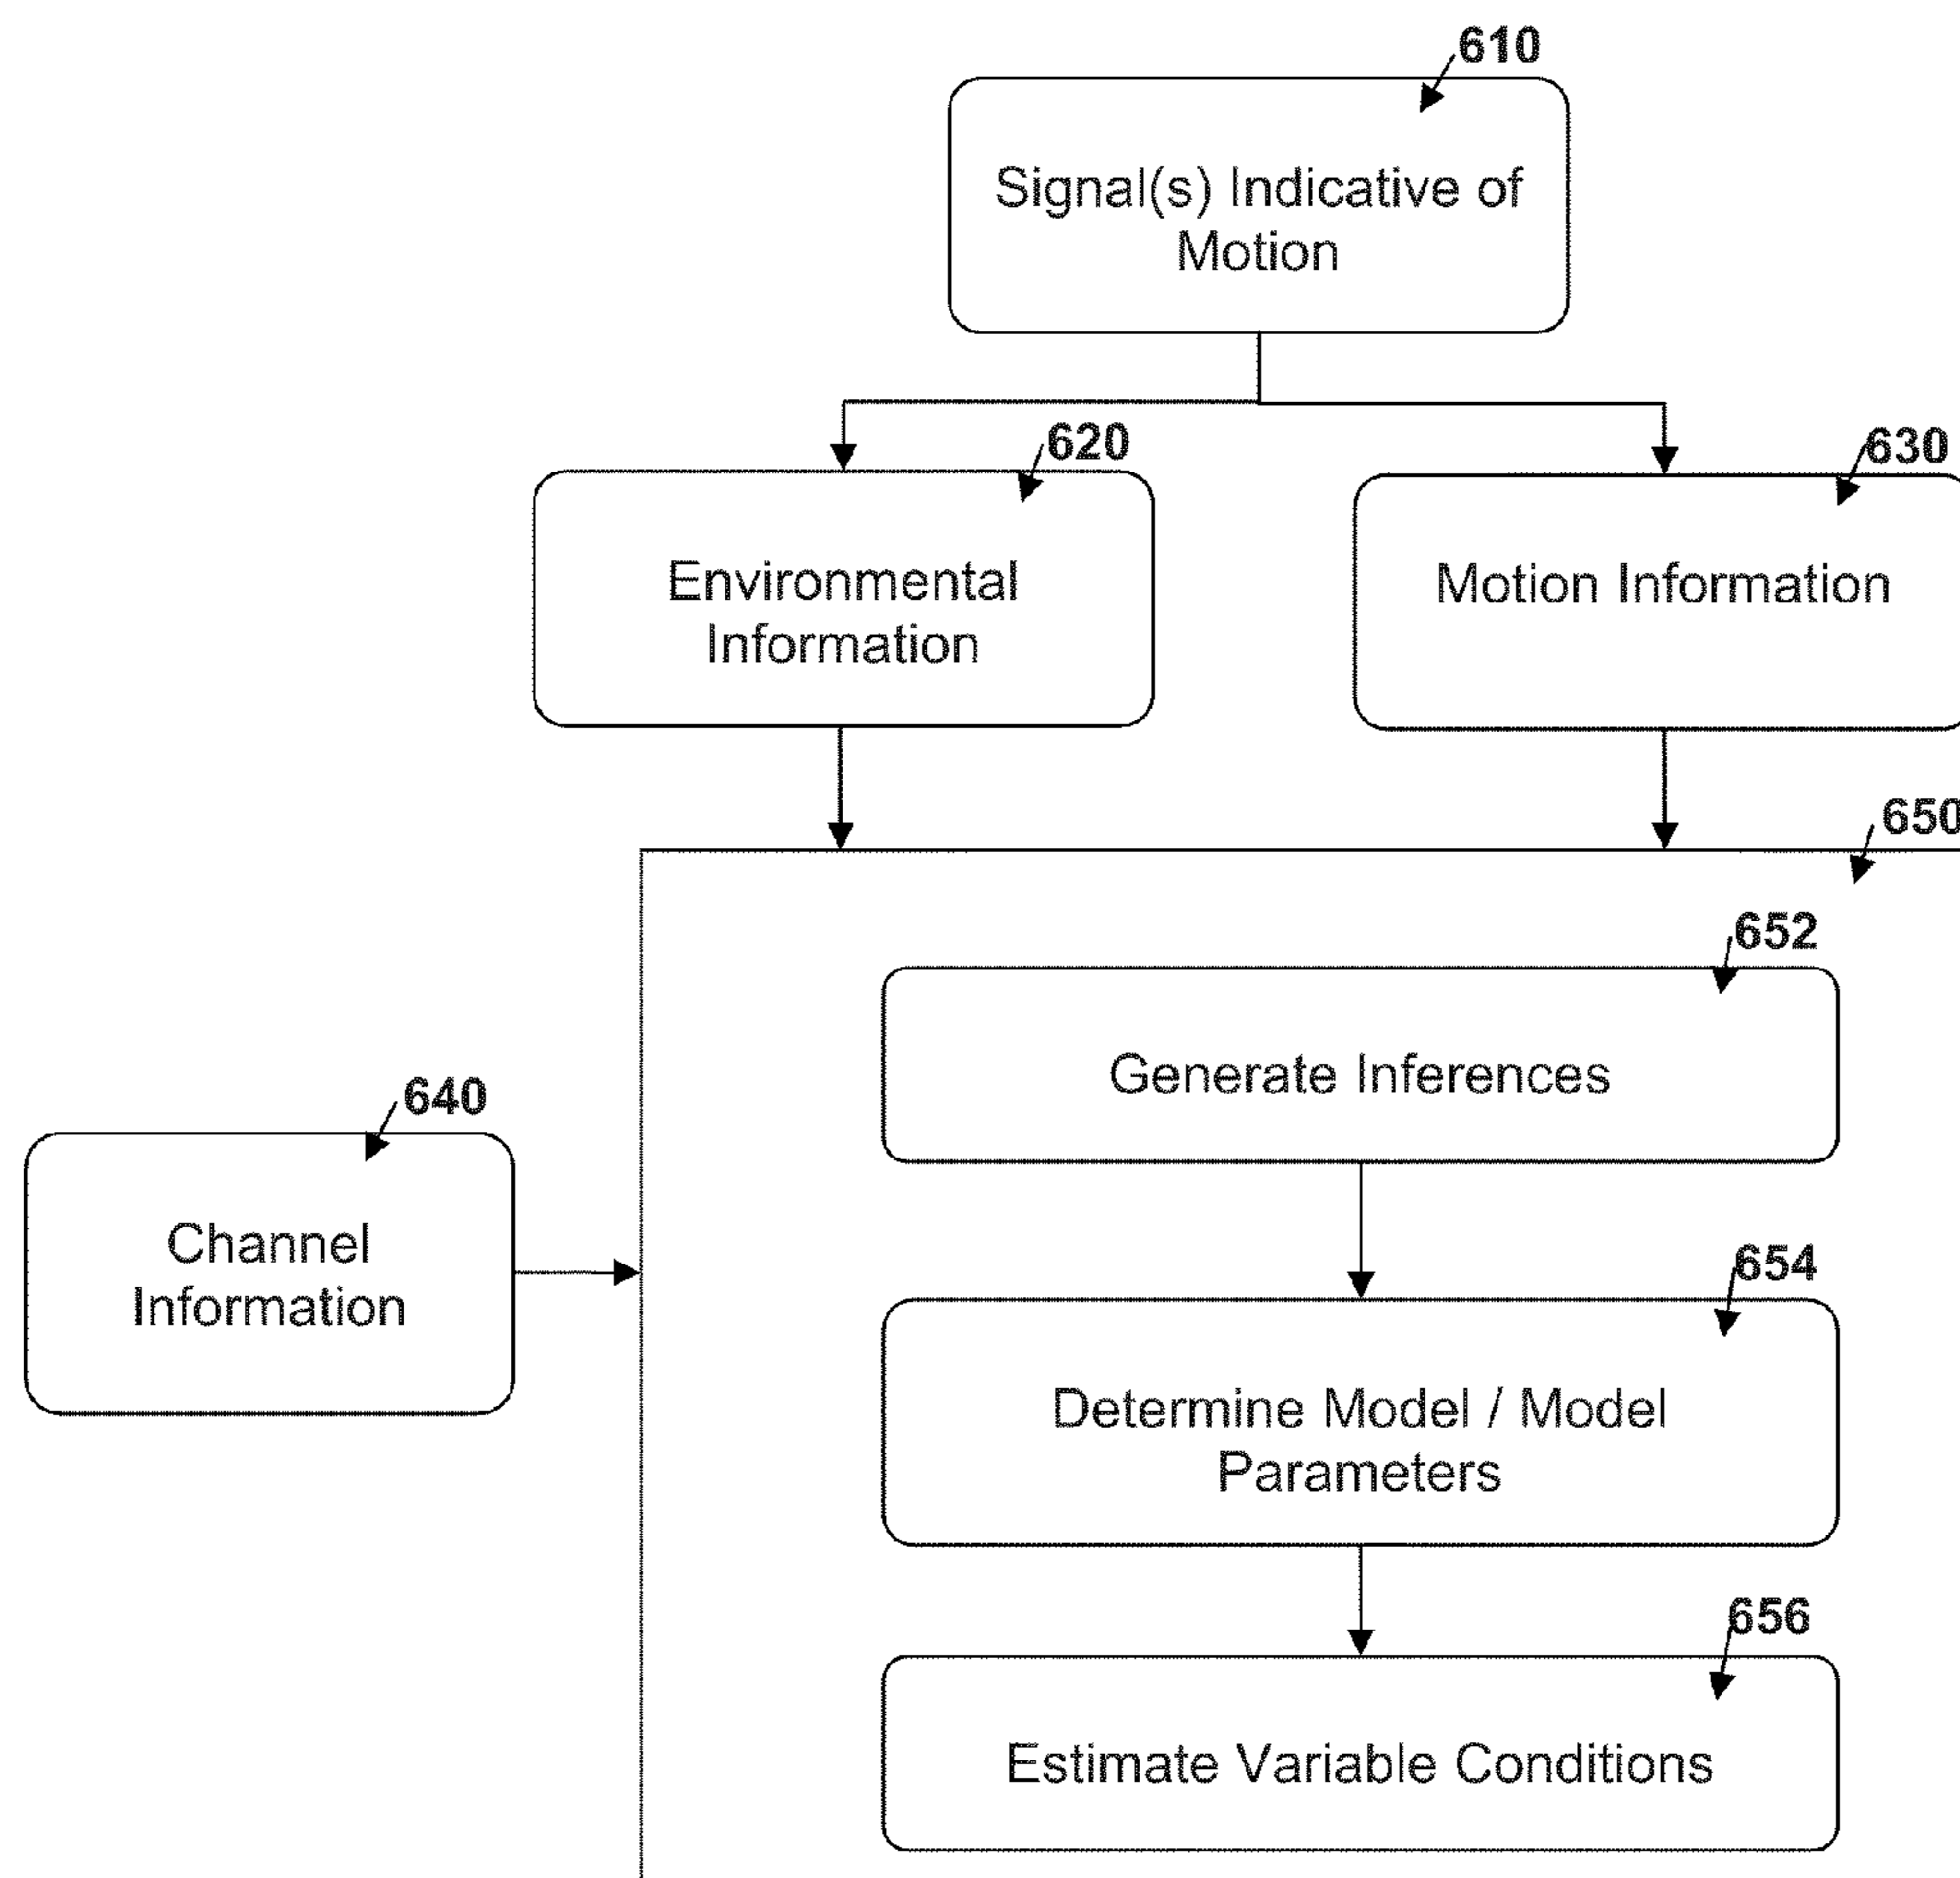 610
Signal(s) Indicative of
Motion
620
630
Environmental
Information
Motion Information
650
652
Generate Inferences
640
Channel
Information
654
Determine Model / Model
Parameters
656
Estimate Variable Conditions